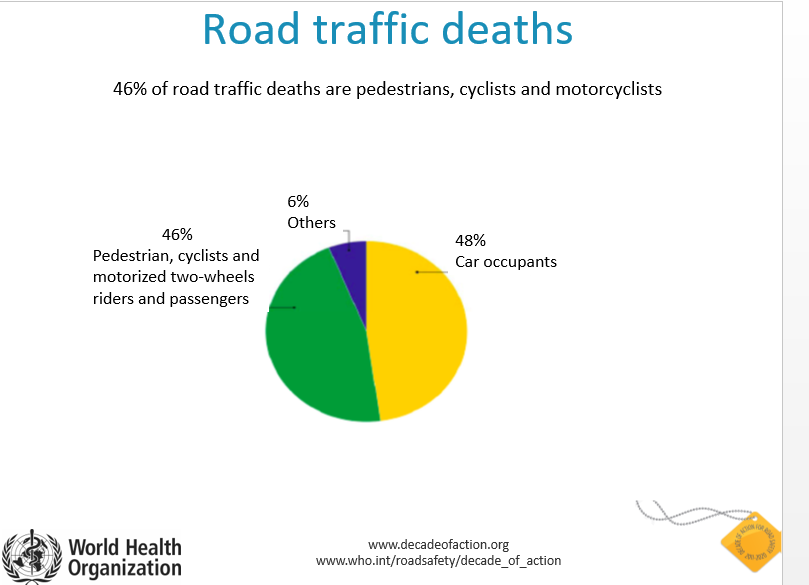 Road traffic deaths
46% of road traffic deaths are pedestrians, cyclists and motorcyclists
6%
Others
46%
Pedestrian, cyclists and
motorized two-wheels
riders and passengers
48%
Car occupants
World Health
Organization
www.decadeofaction.org
www.who.int/roadsafety/decade_of_action